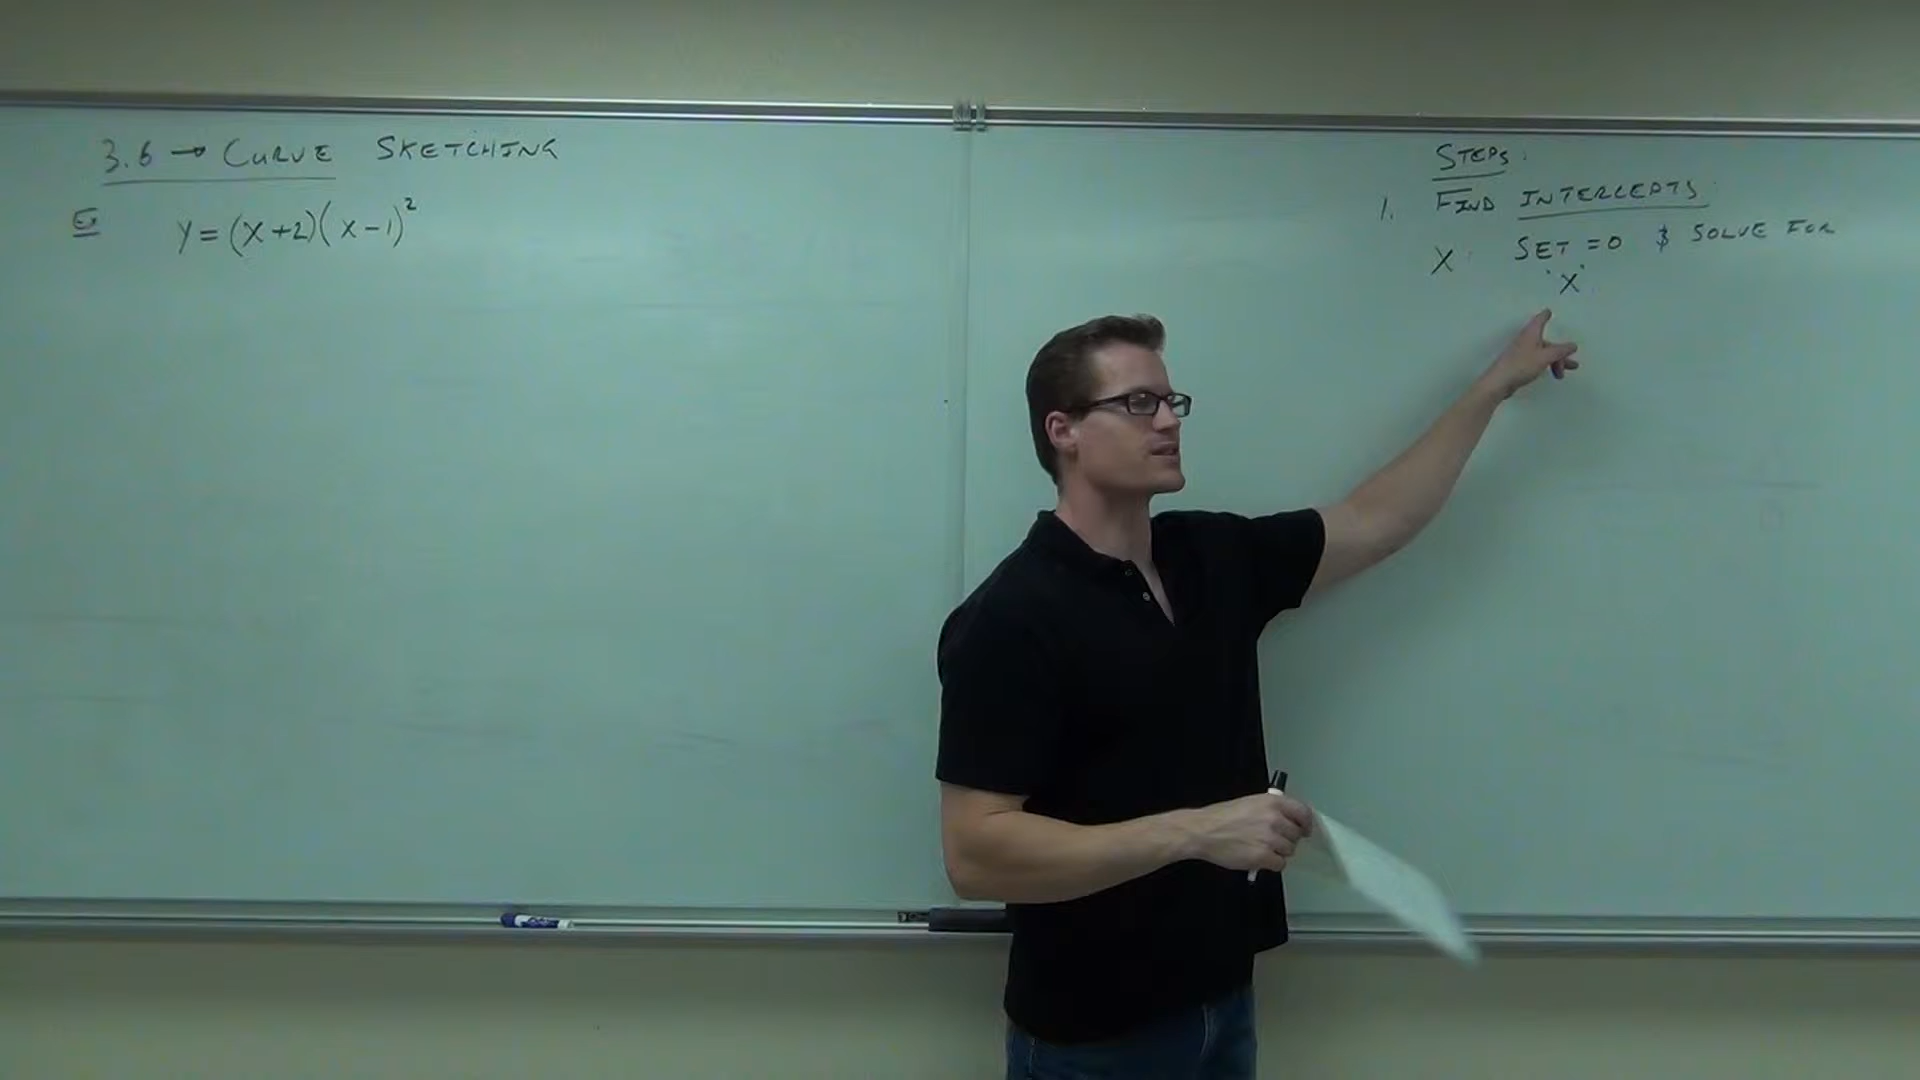 3.6 → CURVE SKETCHING
Ex y=(x+2)(x-1)²
STEPS:
1. FIND INTERCEPTS
X: SET =0 & SOLVE FOR
"X"